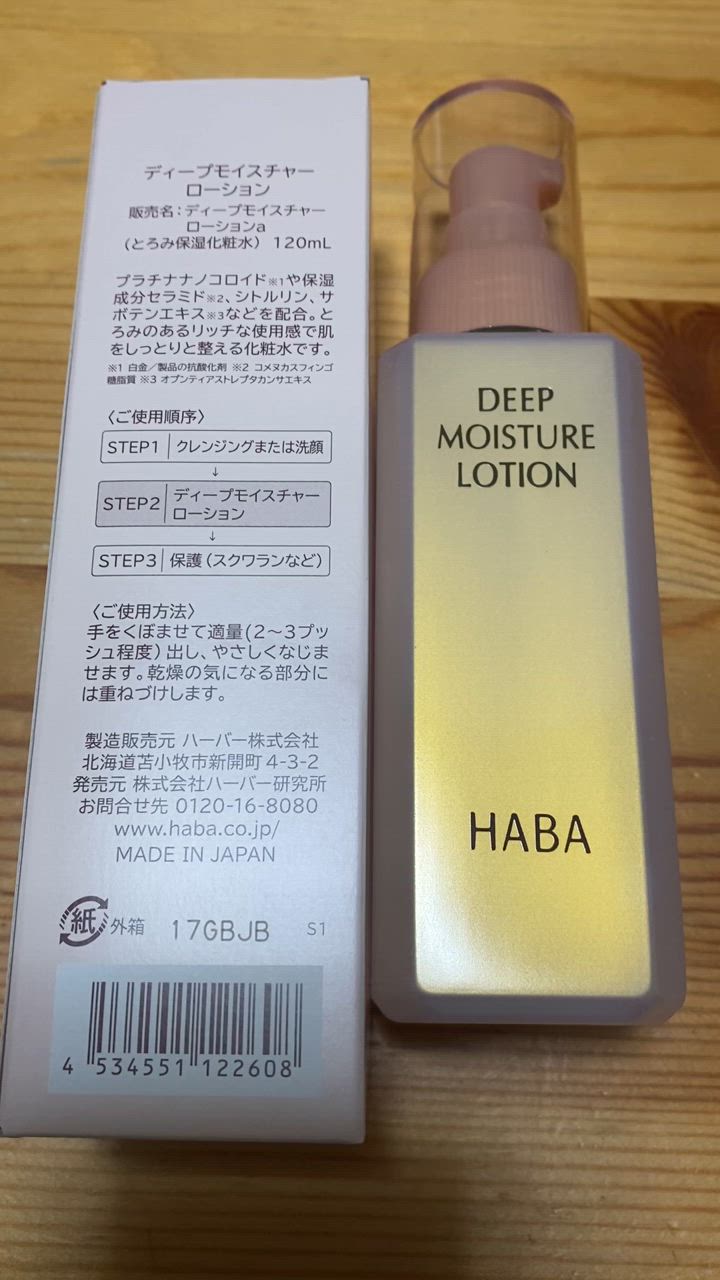 ディープモイスチャー
ローション
販売名：ディープモイスチャー
ローションa
（とろみ保湿化粧水） 120mL
プラチナナノコロイド※1や保湿
成分セラミド※2、シトルリン、サ
ボテンエキス※3などを配合。と
ろみのあるリッチな使用感で肌
をしっとりと整える化粧水です。
※1 白金／製品の抗酸化剤 ※2 コメヌカスフィンゴ
糖脂質 ※3 オプンティアストレプタカンサエキス
〈ご使用順序〉
STEP1 クレンジングまたは洗顔
↓
STEP2 ディープモイスチャー
ローション
↓
STEP3 保護（スクワランなど）
〈ご使用方法〉
手をくぼませて適量（2〜3プッ
シュ程度）出し、やさしくなじま
せます。乾燥の気になる部分に
は重ねづけします。
製造販売元 ハーバー株式会社
北海道苫小牧市新開町4-3-2
発売元 株式会社ハーバー研究所
お問合せ先 0120-16-8080
www.haba.co.jp/
MADE IN JAPAN
紙 外箱 17GBJB S1
4 534551 122608
DEEP
MOISTURE
LOTION
HABA